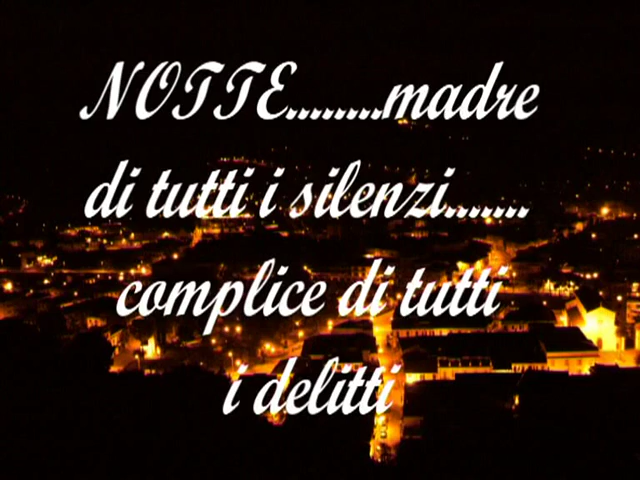 NOTTE........madre
di tutti i silenzi.......
complice di tutti
i delitti